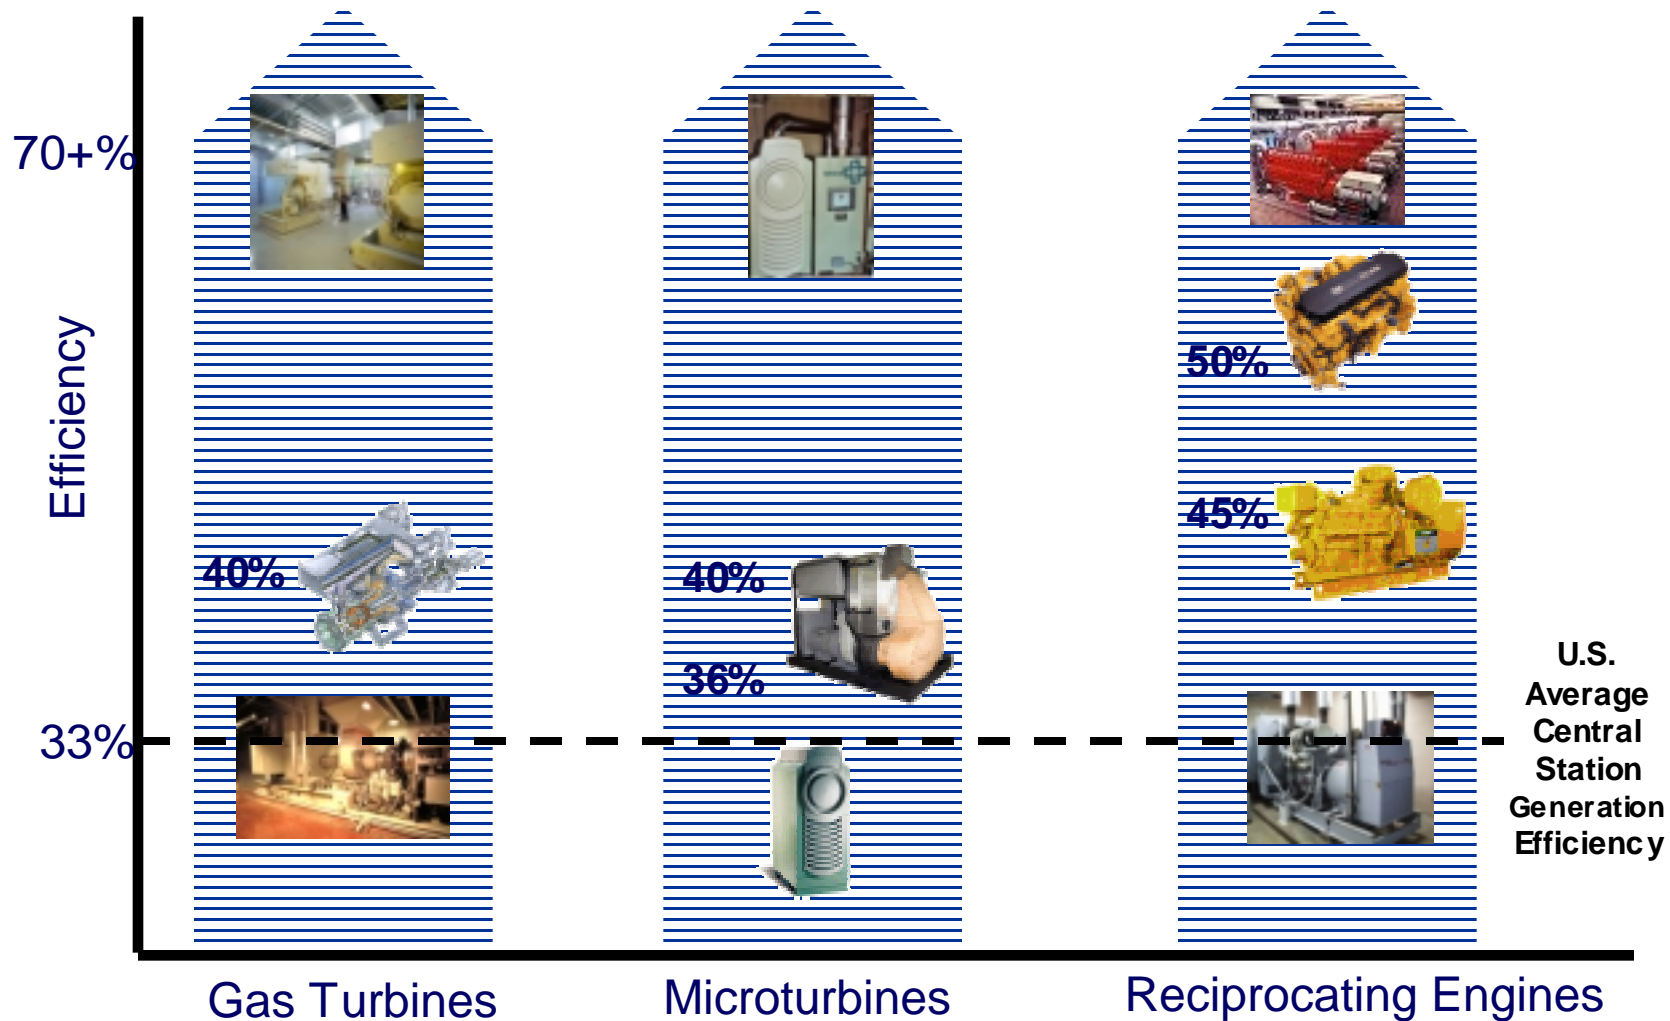 70+%
Efficiency
50%
45%
40%
40%
36%
33%
U.S.
Average
Central
Station
Generation
Efficiency
Gas Turbines
Microturbines
Reciprocating Engines